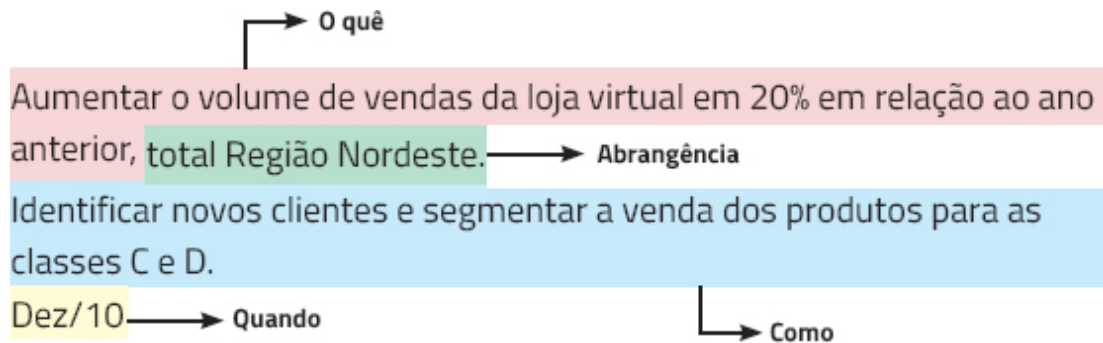 O quê
Aumentar o volume de vendas da loja virtual em 20% em relação ao ano
anterior, total Região Nordeste. Abrangência
Identificar novos clientes e segmentar a venda dos produtos para as
classes C e D.
Dez/10 Quando
Como